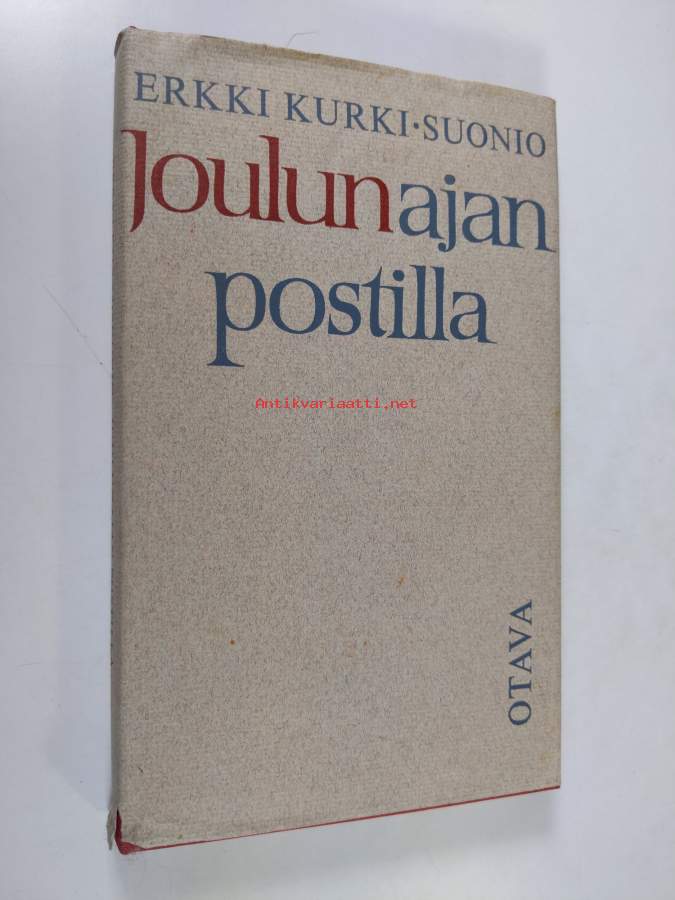 ERKKI KURKI-SUONIO
Joulunajan
postilla
Antikvariaatti.net
OTAVA